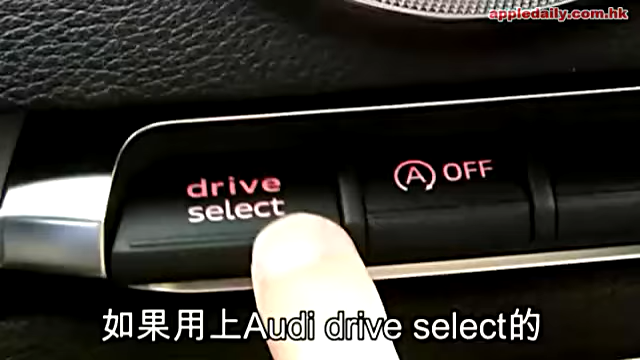 appledaily.com.hk
drive
select
A OFF
如果用上Audi drive select的